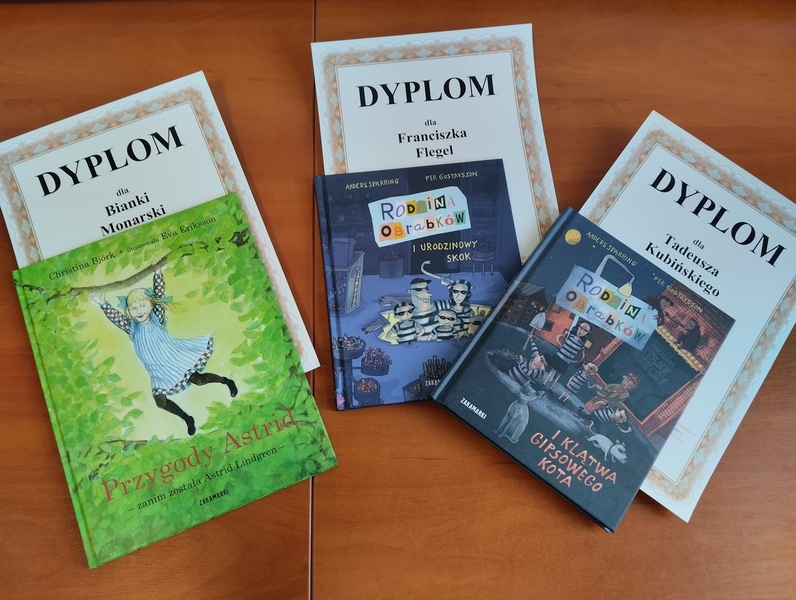 DYPLOM
dla
Bianki
Monarski
Christina Björk • ilustrowała Eva Eriksson
Przygody Astrid
– zanim została Astrid Lindgren –
ZAKAMARKI
DYPLOM
dla
Franciszka
Flegel
ANDERS SPARRING
PER GUSTAVSSON
RODZINA
OBRABKÓW
I URODZINOWY
SKOK
DYPLOM
dla
Tadeusza
Kubińskiego
ANDERS SPARRING
PER GUSTAVSSON
RODZINA
OBRABKÓW
ZAKAMARKI
I KLĄTWA
GIPSOWEGO
KOTA